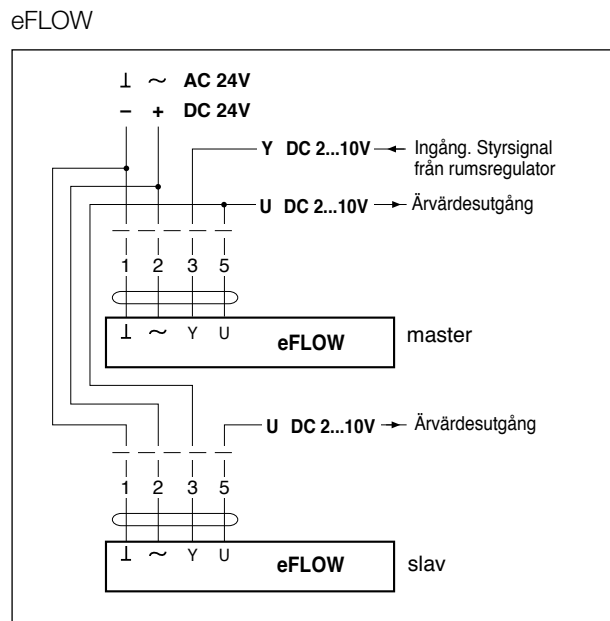 eFLOW
⊥ ~ AC 24V
− + DC 24V
Y DC 2...10V Ingång. Styrsignal
från rumsregulator
U DC 2...10V Ärvärdesutgång
1 2 3 5
⊥ ~ Y U eFLOW master
U DC 2...10V Ärvärdesutgång
1 2 3 5
⊥ ~ Y U eFLOW slav